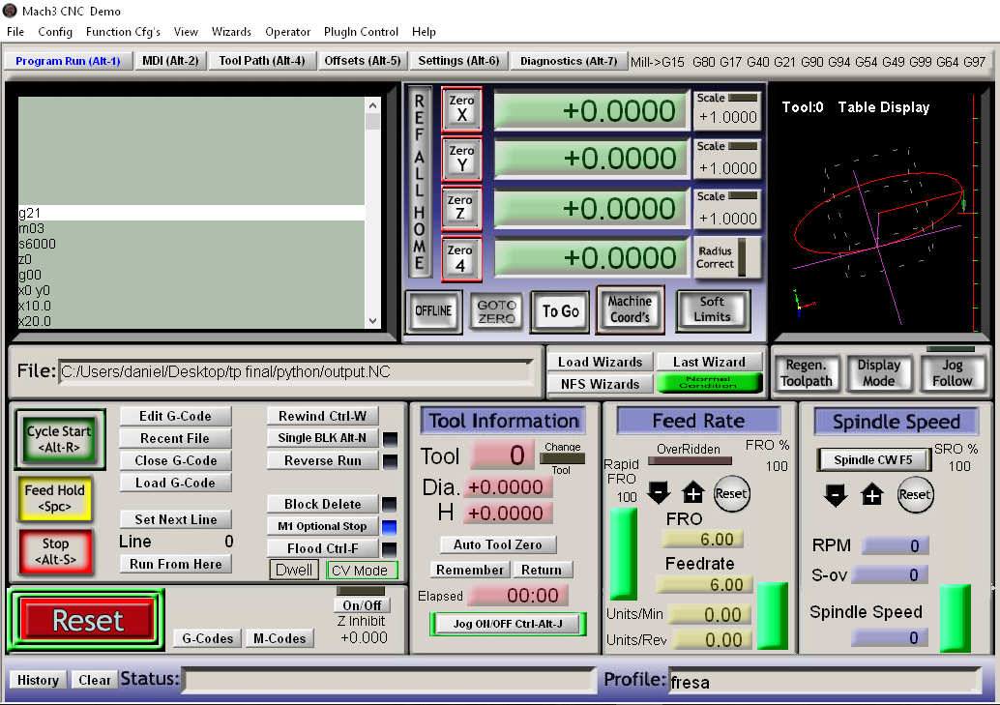 Mach3 CNC Demo
File Config Function Cfg's View Wizards Operator PlugIn Control Help
Program Run (Alt-1) MDI (Alt-2) Tool Path (Alt-4) Offsets (Alt-5) Settings (Alt-6) Diagnostics (Alt-7) Mill->G15 G80 G17 G40 G21 G90 G94 G54 G49 G99 G64 G97
g21
m03
s6000
z0
g00
x0 y0
x10.0
x20.0
REF ALL HOME
Zero X +0.0000 Scale +1.0000
Zero Y +0.0000 Scale +1.0000
Zero Z +0.0000 Scale +1.0000
Zero 4 +0.0000 Radius Correct
OFFLINE GOTO ZERO To Go Machine Coord's Soft Limits
Tool:0 Table Display
File: C:/Users/daniel/Desktop/tp final/python/output.NC
Load Wizards Last Wizard
NFS Wizards Normal Condition
Regen. Toolpath Display Mode Jog Follow
Cycle Start <Alt-R>
Feed Hold <Spc>
Stop <Alt-S>
Edit G-Code
Recent File
Close G-Code
Load G-Code
Set Next Line
Line 0
Run From Here
Rewind Ctrl-W
Single BLK Alt-N
Reverse Run
Block Delete
M1 Optional Stop
Flood Ctrl-F
Dwell CV Mode
Reset
G-Codes M-Codes
On/Off
Z Inhibit
+0.000
Tool Information
Tool 0 Change Tool
Dia. +0.0000
H +0.0000
Auto Tool Zero
Remember Return
Elapsed 00:00
Jog ON/OFF Ctrl-Alt-J
Feed Rate
OverRidden FRO %
100
Rapid FRO
100
Reset
FRO
6.00
Feedrate
6.00
Units/Min 0.00
Units/Rev 0.00
Spindle Speed
Spindle CW F5 SRO %
100
Reset
RPM 0
S-ov 0
Spindle Speed
0
History Clear Status: Profile: fresa